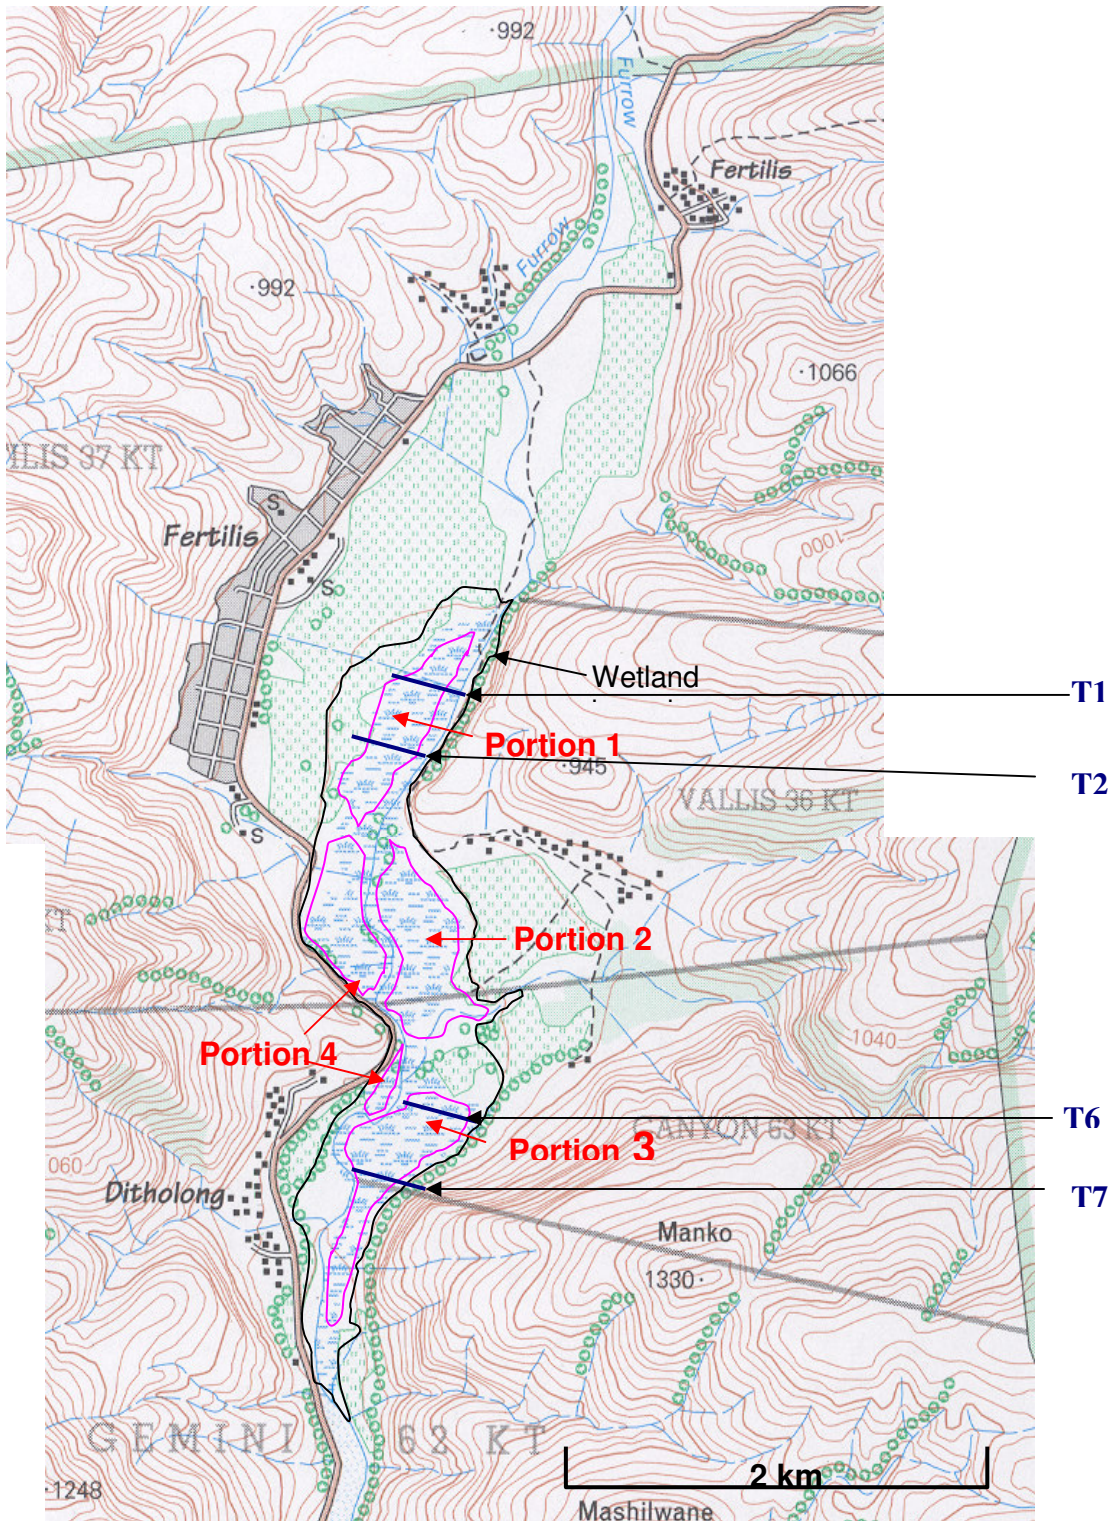 992
Furrow
Fertilis
Furrow
992
1066
ILIS 37 KT
S
Fertilis
1000
S
Wetland
T1
Portion 1
945
T2
VALLIS 36 KT
S
KT
Portion 2
1040
Portion 4
T6
CANYON 63 KT
Portion 3
060
Ditholong
T7
Manko
1330
GEMINI 62 KT
2 km
1248
Mashilwane